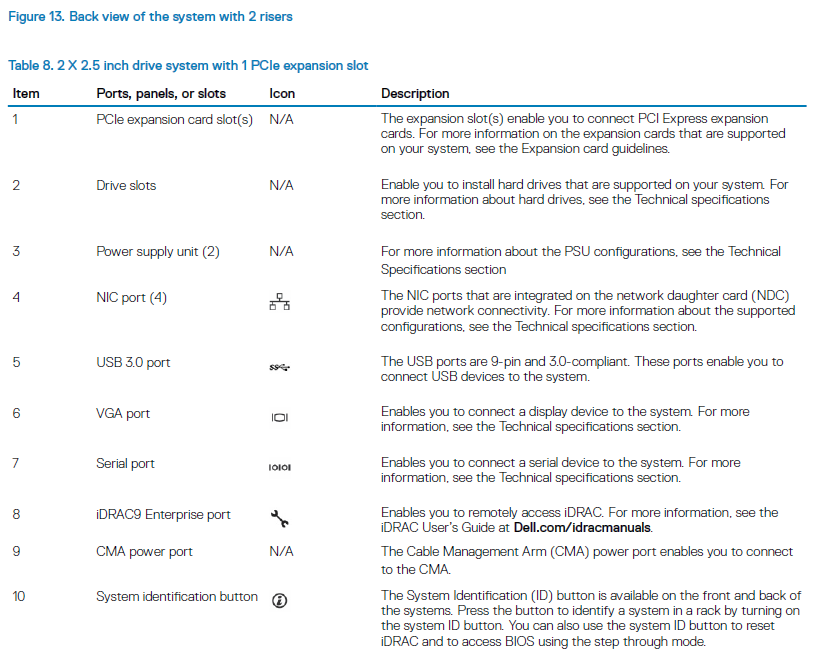 Figure 13. Back view of the system with 2 risers
Table 8. 2 X 2.5 inch drive system with 1 PCIe expansion slot
Item Ports, panels, or slots Icon Description
1 PCIe expansion card slot(s) N/A The expansion slot(s) enable you to connect PCI Express expansion
cards. For more information on the expansion cards that are supported
on your system, see the Expansion card guidelines.
2 Drive slots N/A Enable you to install hard drives that are supported on your system. For
more information about hard drives, see the Technical specifications
section.
3 Power supply unit (2) N/A For more information about the PSU configurations, see the Technical
Specifications section
4 NIC port (4) The NIC ports that are integrated on the network daughter card (NDC)
provide network connectivity. For more information about the supported
configurations, see the Technical specifications section.
5 USB 3.0 port The USB ports are 9-pin and 3.0-compliant. These ports enable you to
connect USB devices to the system.
6 VGA port Enables you to connect a display device to the system. For more
information, see the Technical specifications section.
7 Serial port Enables you to connect a serial device to the system. For more
information, see the Technical specifications section.
8 iDRAC9 Enterprise port Enables you to remotely access iDRAC. For more information, see the
iDRAC User's Guide at Dell.com/idracmanuals.
9 CMA power port N/A The Cable Management Arm (CMA) power port enables you to connect
to the CMA.
10 System identification button The System Identification (ID) button is available on the front and back of
the systems. Press the button to identify a system in a rack by turning on
the system ID button. You can also use the system ID button to reset
iDRAC and to access BIOS using the step through mode.